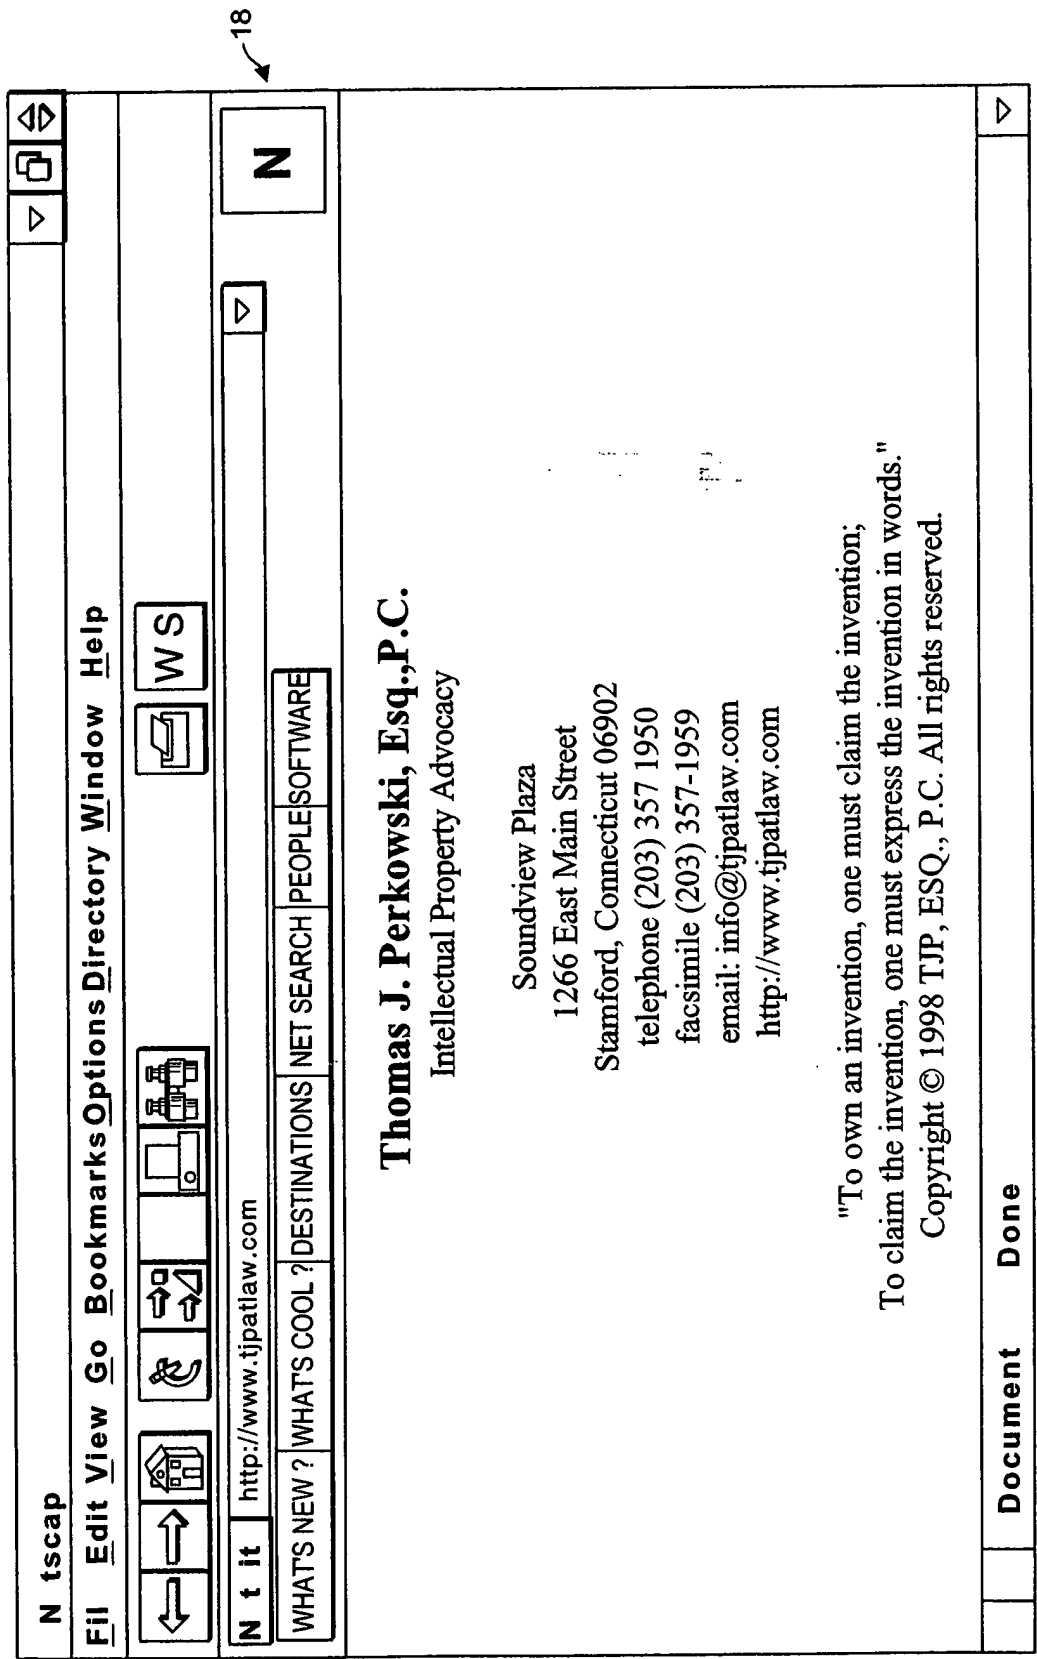 18
N tscap
Fil Edit View Go Bookmarks Options Directory Window Help
W S
N t it http://www.tjpatlaw.com
N
WHAT'S NEW ? WHAT'S COOL ? DESTINATIONS NET SEARCH PEOPLE SOFTWARE
Thomas J. Perkowski, Esq.,P.C.
Intellectual Property Advocacy
Soundview Plaza
1266 East Main Street
Stamford, Connecticut 06902
telephone (203) 357 1950
facsimile (203) 357-1959
email: info@tjpatlaw.com
http://www.tjpatlaw.com
"To own an invention, one must claim the invention;
To claim the invention, one must express the invention in words."
Copyright © 1998 TJP, ESQ., P.C. All rights reserved.
Document Done